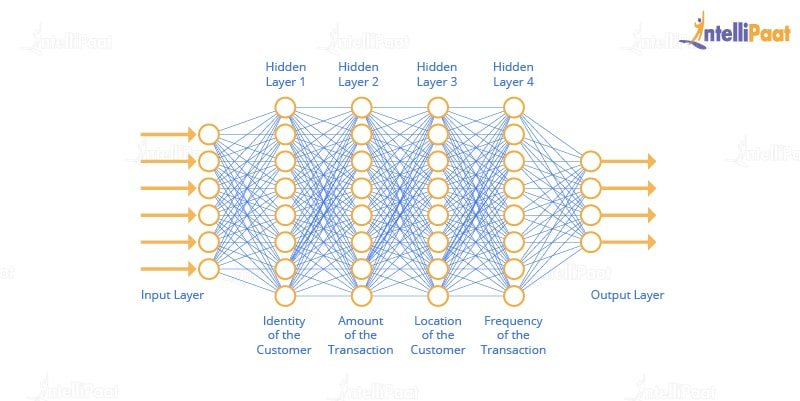 IntelliPaat
Hidden
Layer 1
Hidden
Layer 2
Hidden
Layer 3
Hidden
Layer 4
Input Layer
Output Layer
Identity
of the
Customer
Amount
of the
Transaction
Location
of the
Customer
Frequency
of the
Transaction